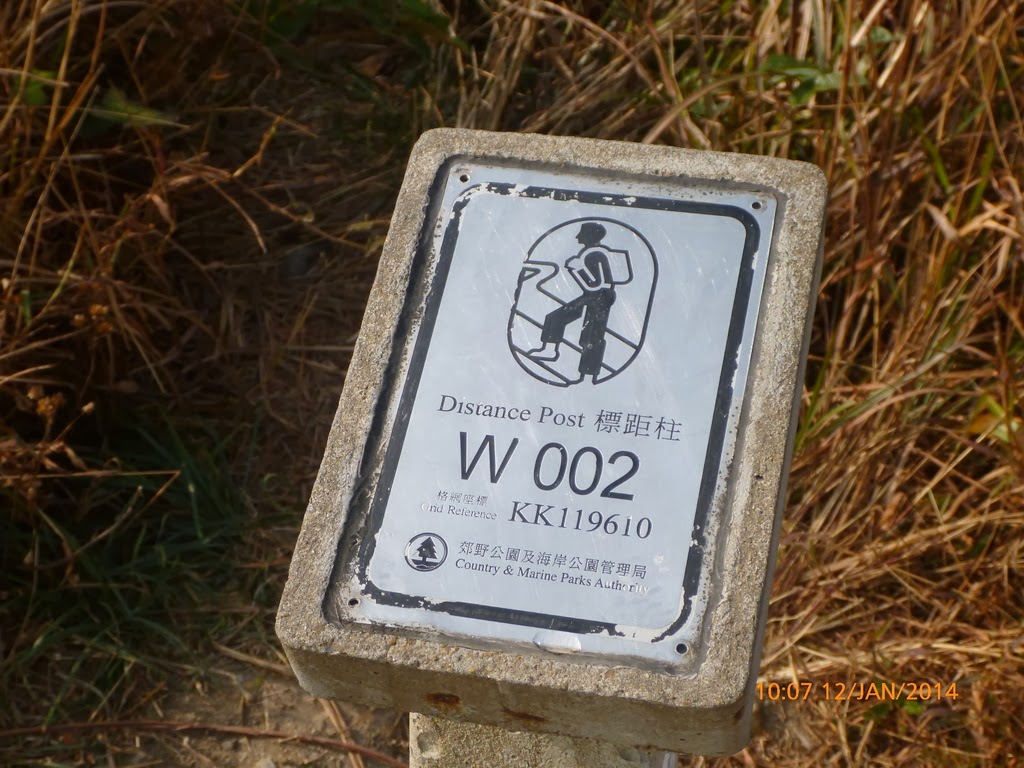 Distance Post 標距柱
W 002
格網座標
Grid Reference KK119610
郊野公園及海岸公園管理局
Country & Marine Parks Authority
10:07 12/JAN/2014